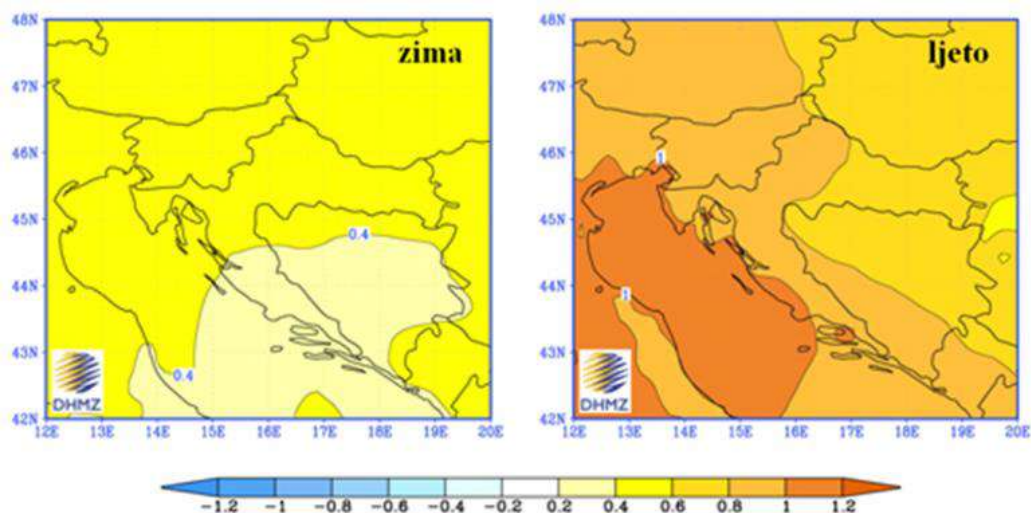 zima
48N
47N
46N
45N
44N
43N
42N
0.4
0.4
DHMZ
12E 13E 14E 15E 16E 17E 18E 19E 20E
ljeto
48N
47N
46N
45N
44N
43N
42N
1
1
DHMZ
12E 13E 14E 15E 16E 17E 18E 19E 20E
-1.2 -1 -0.8 -0.6 -0.4 -0.2 0.2 0.4 0.6 0.8 1 1.2